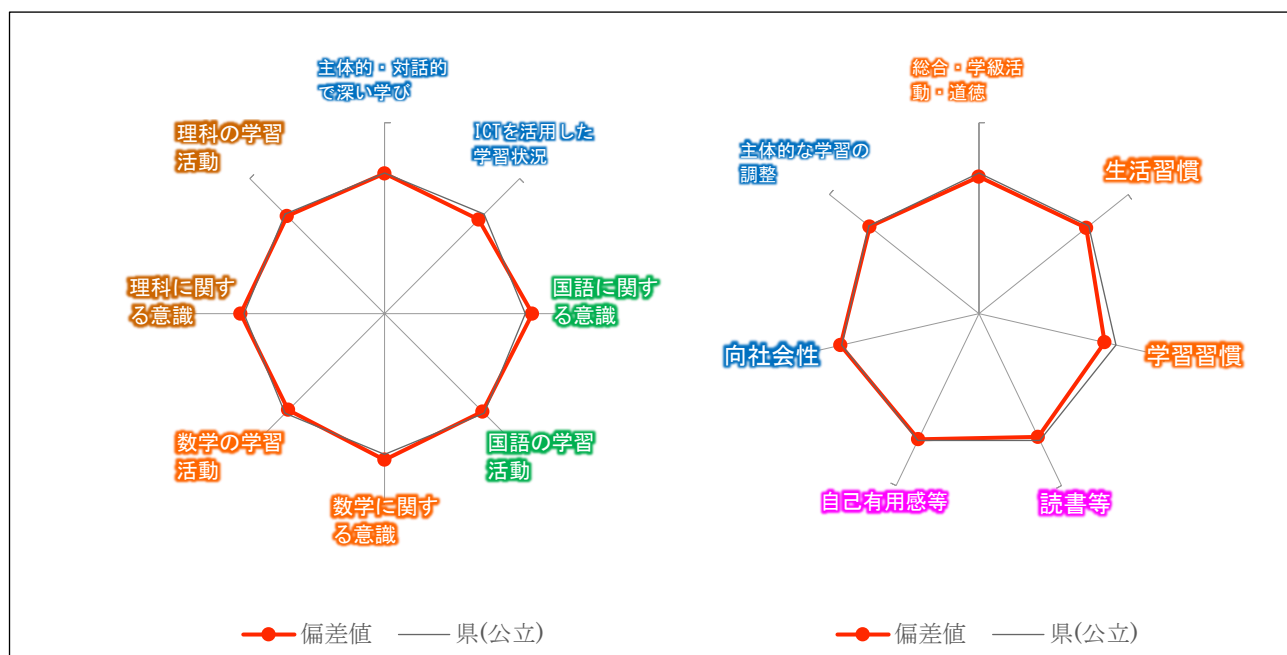 主体的・対話的
で深い学び
ICTを活用した
学習状況
国語に関す
る意識
国語の学習
活動
数学に関す
る意識
数学の学習
活動
理科に関す
る意識
理科の学習
活動
偏差値
県(公立)
総合・学級活
動・道徳
生活習慣
学習習慣
読書等
自己有用感等
向社会性
主体的な学習の
調整
偏差値
県(公立)